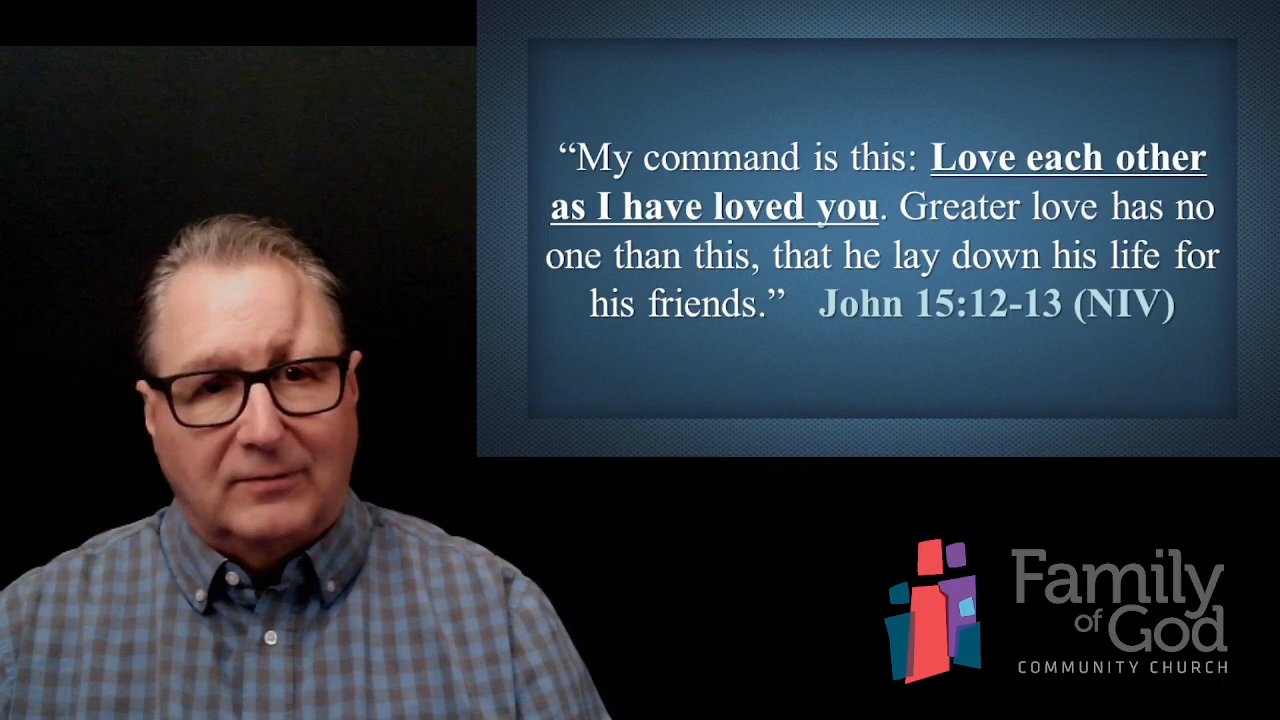 “My command is this: Love each other
as I have loved you. Greater love has no
one than this, that he lay down his life for
his friends.” John 15:12-13 (NIV)
Family
of God
COMMUNITY CHURCH